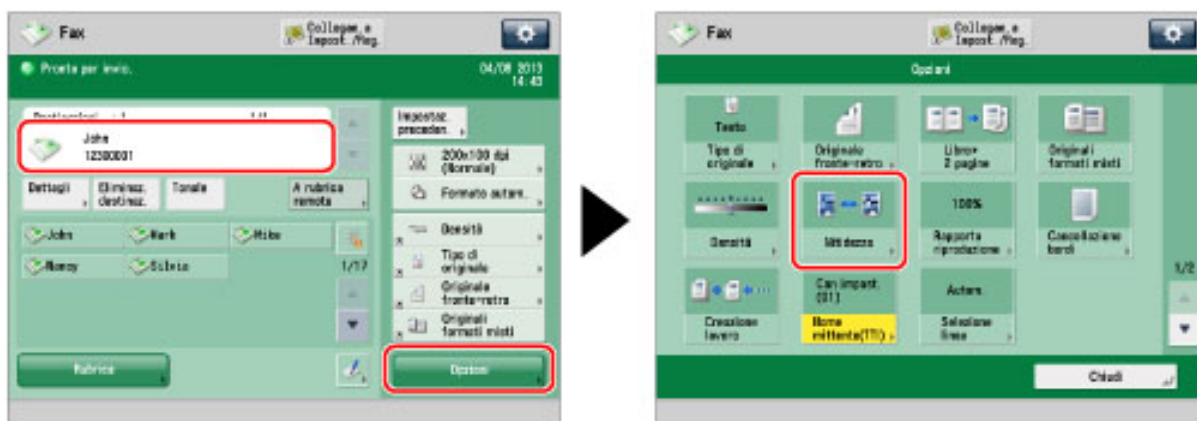 Fax
Collegam. e
Impost./Reg.
Pronto per invio.
04/08 2013
14:43
Destinazioni :1
1/1
John
12300001
Dettagli
Eliminaz.
destinaz.
Tonale
A rubrica
remota
John
Mark
Mike
Nancy
Silvia
1/17
Rubrica
Impostaz.
preceden.
200x100 dpi
(Normale)
Formato autom.
Densità
Tipo di
originale
Originale
fronte-retro
Originali
formati misti
Opzioni
Fax
Collegam. e
Impost./Reg.
Opzioni
Testo
Tipo di
originale
Originale
fronte-retro
Libro▸
2 pagine
Originali
formati misti
Densità
Nitidezza
100%
Rapporto
riproduzione
Cancellazione
bordi
Creazione
lavoro
Con impost.
(01)
Nome
mittente(TTI)
Autom.
Selezione
linea
1/2
Chiudi